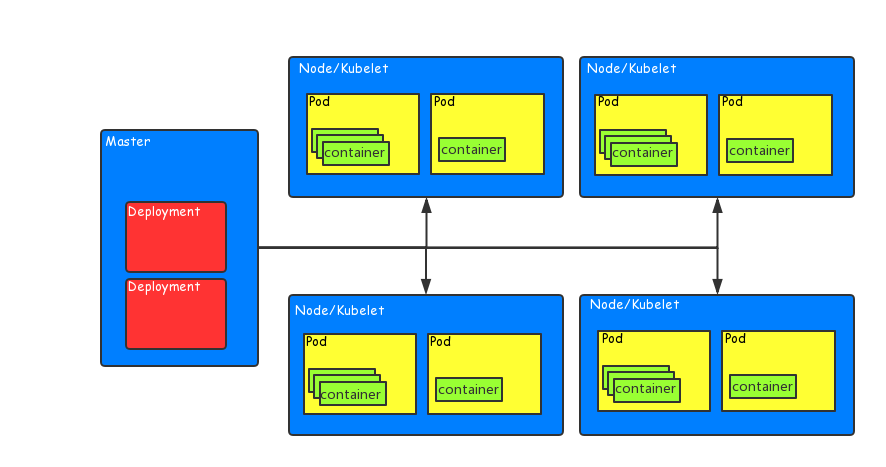 Master
Deployment
Deployment
Node/Kubelet
Pod
container
Pod
container
Node/Kubelet
Pod
container
Pod
container
Node/Kubelet
Pod
container
Pod
container
Node/Kubelet
Pod
container
Pod
container